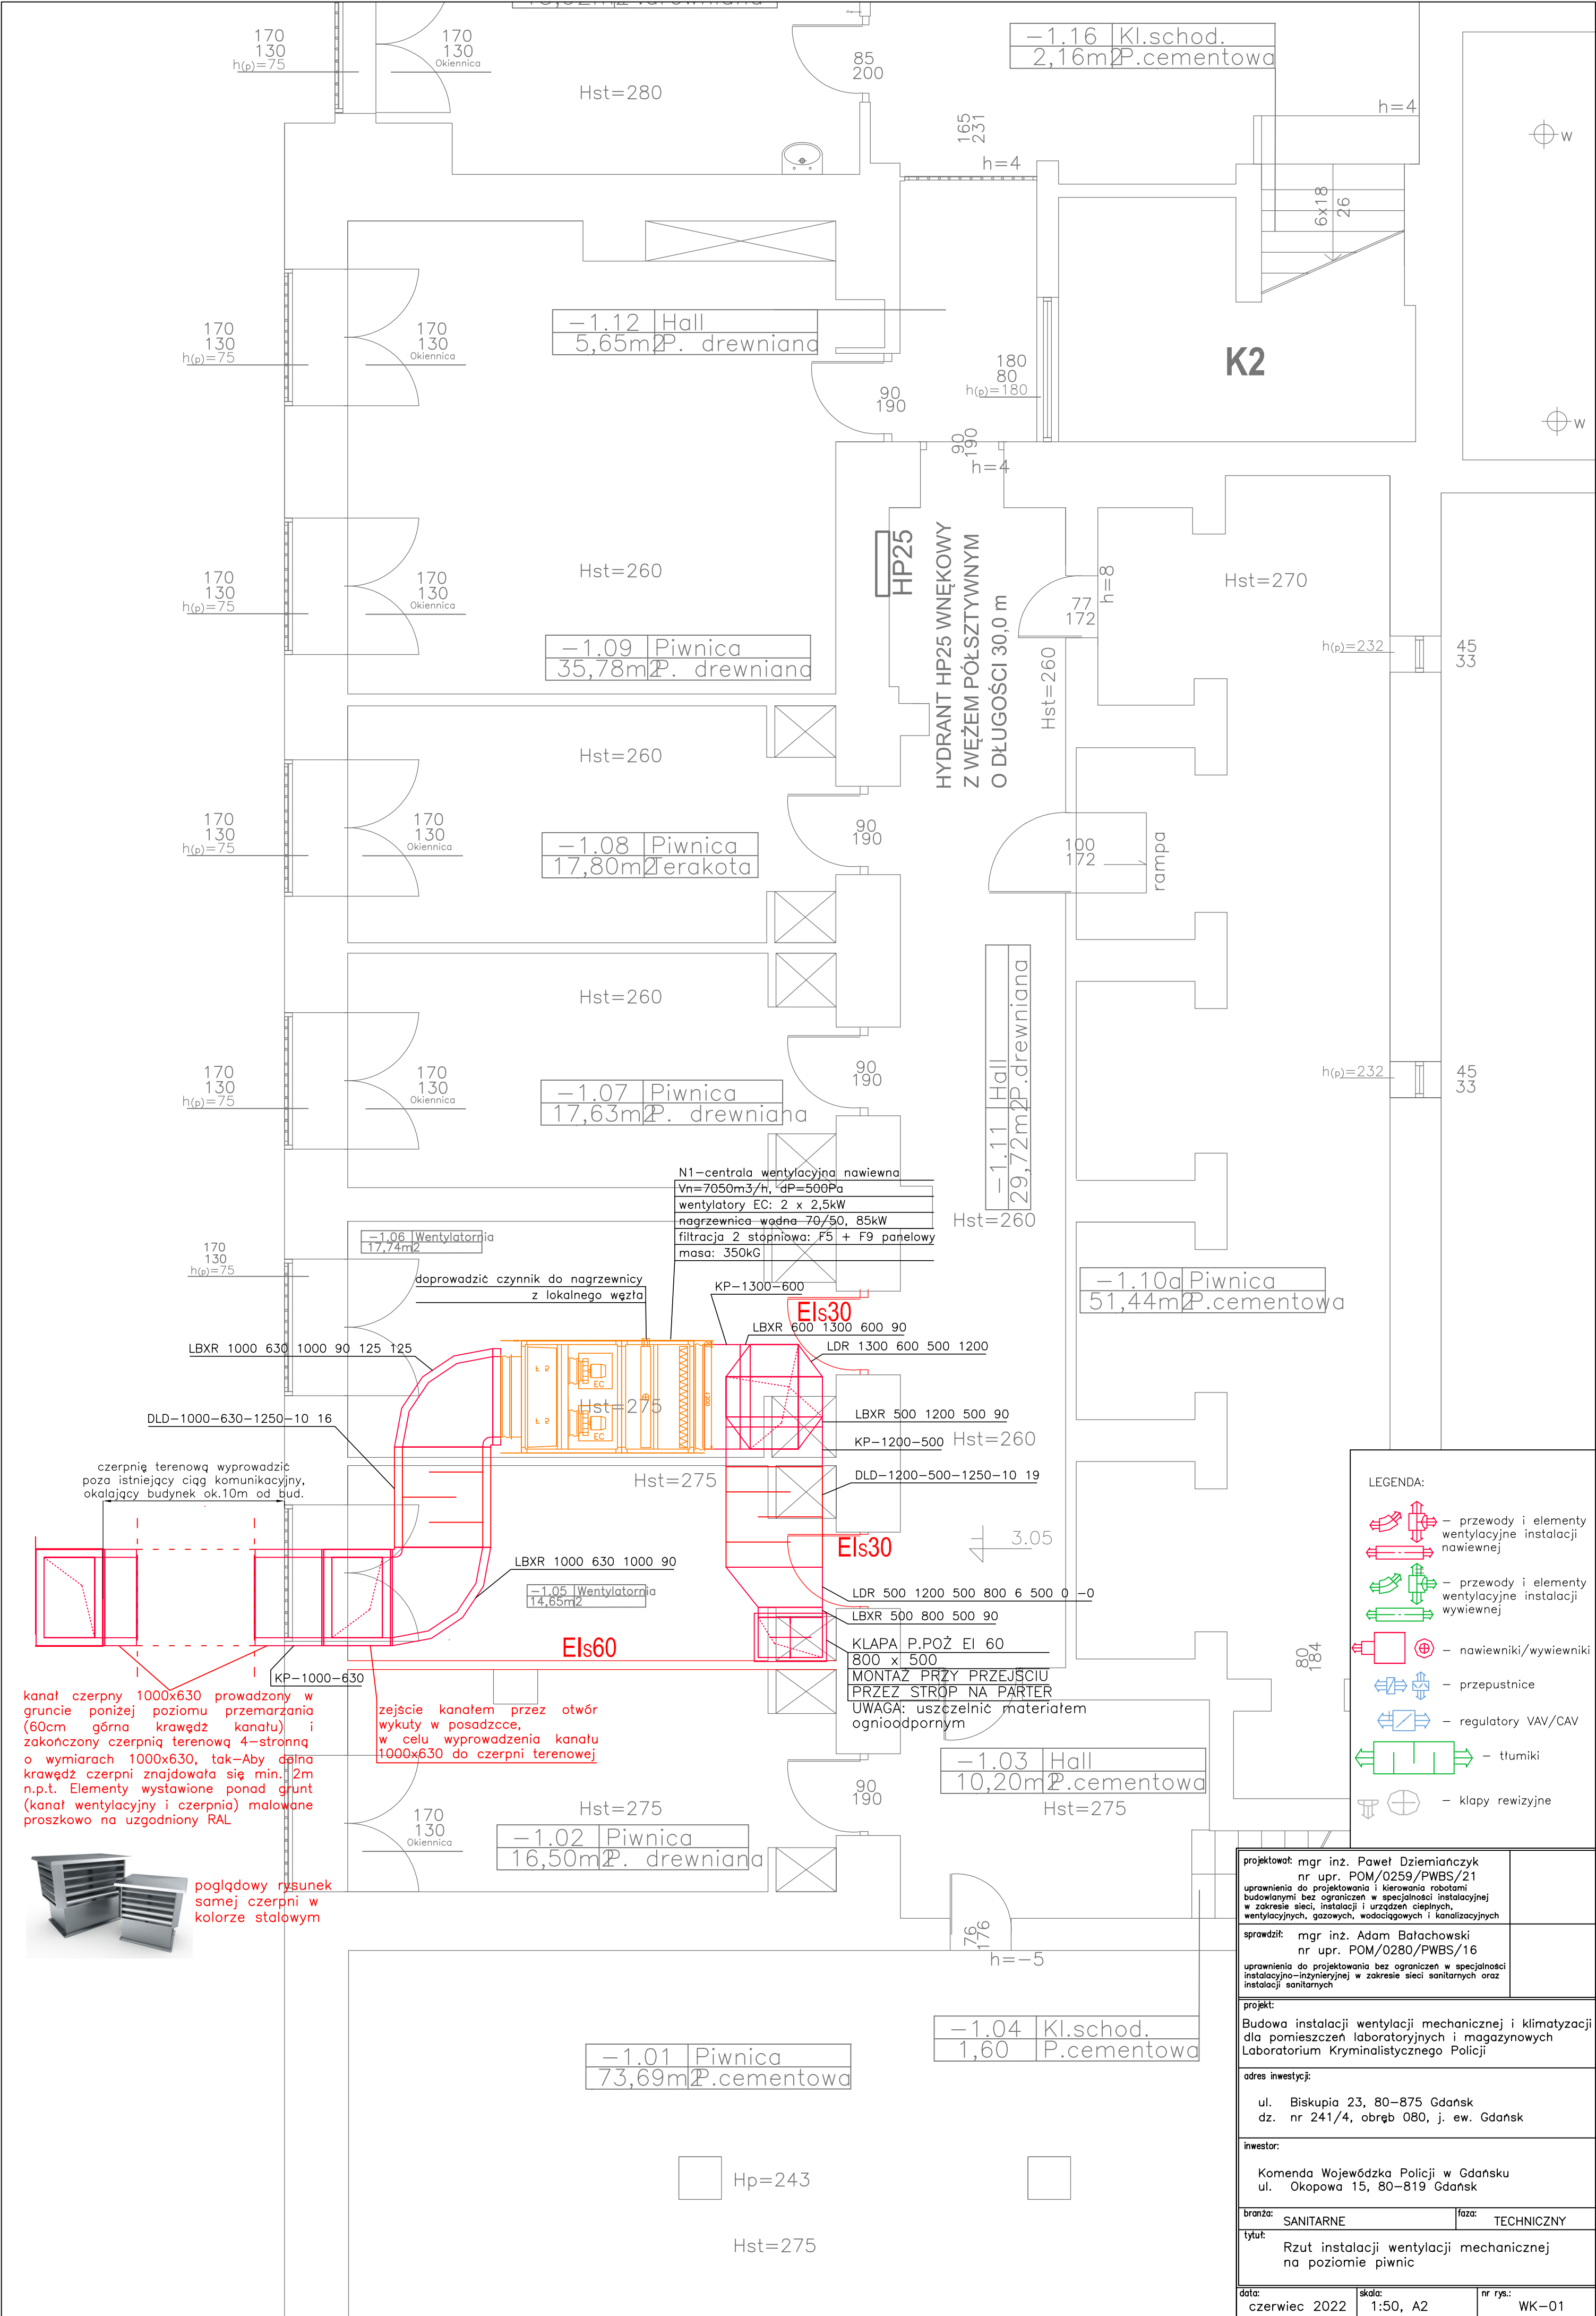 -1.16 Kl.schod.
2,16m2 P.cementowa
170
130
h(p)=75
170
130
Okiennica
Hst=280
85
200
165
231
h=4
h=4
6x18
26
W
W
-1.12 Hall
5,65m2 P. drewniana
170
130
h(p)=75
170
130
Okiennica
90
190
180
80
h(p)=180
K2
90
190
h=4
170
130
h(p)=75
170
130
Okiennica
Hst=260
HP25
HYDRANT HP25 WNĘKOWY
Z WĘŻEM PÓŁSZTYWNYM
O DŁUGOŚCI 30,0 m
77
172
h=8
Hst=270
-1.09 Piwnica
35,78m2 P. drewniana
Hst=260
h(p)=232
45
33
Hst=260
170
130
h(p)=75
170
130
Okiennica
-1.08 Piwnica
17,80m2 Terakota
90
190
100
172
rampa
Hst=260
-1.11 Hall
29,72m2 P.drewniana
170
130
h(p)=75
170
130
Okiennica
-1.07 Piwnica
17,63m2 P. drewniana
90
190
h(p)=232
45
33
N1-centrala wentylacyjna nawiewna
Vn=7050m3/h, dP=500Pa
wentylatory EC: 2 x 2,5kW
nagrzewnica wodna 70/50, 85kW
filtracja 2 stopniowa: F5 + F9 panelowy
masa: 350kG
Hst=260
-1.06 Wentylatornia
17,74m2
170
130
h(p)=75
doprowadzić czynnik do nagrzewnicy
z lokalnego węzła
KP-1300-600
-1.10a Piwnica
51,44m2 P.cementowa
EIs30
LBXR 600 1300 600 90
LDR 1300 600 500 1200
LBXR 1000 630 1000 90 125 125
EC
EC
Hst=275
LBXR 500 1200 500 90
DLD-1000-630-1250-10 16
KP-1200-500
Hst=260
czerpnię terenową wyprowadzić
poza istniejący ciąg komunikacyjny,
okalający budynek ok.10m od bud.
Hst=275
DLD-1200-500-1250-10 19
EIs30
3.05
LBXR 1000 630 1000 90
-1.05 Wentylatornia
14,65m2
LDR 500 1200 500 800 6 500 0 -0
LBXR 500 800 500 90
EIs60
KLAPA P.POŻ EI 60
800 x 500
MONTAŻ PRZY PRZEJŚCIU
PRZEZ STROP NA PARTER
UWAGA: uszczelnić materiałem
ognioodpornym
80
184
KP-1000-630
kanał czerpny 1000x630 prowadzony w
gruncie poniżej poziomu przemarzania
(60cm górna krawędź kanału) i
zakończony czerpnią terenową 4-stronną
o wymiarach 1000x630, tak-Aby dolna
krawędź czerpni znajdowała się min. 2m
n.p.t. Elementy wystawione ponad grunt
(kanał wentylacyjny i czerpnia) malowane
proszkowo na uzgodniony RAL
zejście kanałem przez otwór
wykuty w posadzcce,
w celu wyprowadzenia kanału
1000x630 do czerpni terenowej
-1.03 Hall
10,20m2 P.cementowa
Hst=275
90
190
Hst=275
170
130
Okiennica
-1.02 Piwnica
16,50m2 P. drewniana
poglądowy rysunek
samej czerpni w
kolorze stalowym
76
176
h=-5
-1.04 Kl.schod.
1,60 P.cementowa
-1.01 Piwnica
73,69m2 P.cementowa
Hp=243
Hst=275
LEGENDA:
- przewody i elementy
wentylacyjne instalacji
nawiewnej
- przewody i elementy
wentylacyjne instalacji
wywiewnej
- nawiewniki/wywiewniki
- przepustnice
- regulatory VAV/CAV
- tłumiki
- klapy rewizyjne
projektował: mgr inż. Paweł Dziemiańczyk
nr upr. POM/0259/PWBS/21
uprawnienia do projektowania i kierowania robotami
budowlanymi bez ograniczeń w specjalności instalacyjnej
w zakresie sieci, instalacji i urządzeń cieplnych,
wentylacyjnych, gazowych, wodociągowych i kanalizacyjnych
sprawdził: mgr inż. Adam Bałachowski
nr upr. POM/0280/PWBS/16
uprawnienia do projektowania bez ograniczeń w specjalności
instalacyjno-inżynieryjnej w zakresie sieci sanitarnych oraz
instalacji sanitarnych
projekt:
Budowa instalacji wentylacji mechanicznej i klimatyzacji
dla pomieszczeń laboratoryjnych i magazynowych
Laboratorium Kryminalistycznego Policji
adres inwestycji:
ul. Biskupia 23, 80-875 Gdańsk
dz. nr 241/4, obręb 080, j. ew. Gdańsk
inwestor:
Komenda Wojewódzka Policji w Gdańsku
ul. Okopowa 15, 80-819 Gdańsk
branża: SANITARNE faza: TECHNICZNY
tytuł:
Rzut instalacji wentylacji mechanicznej
na poziomie piwnic
data: skala: nr rys.:
czerwiec 2022 1:50, A2 WK-01